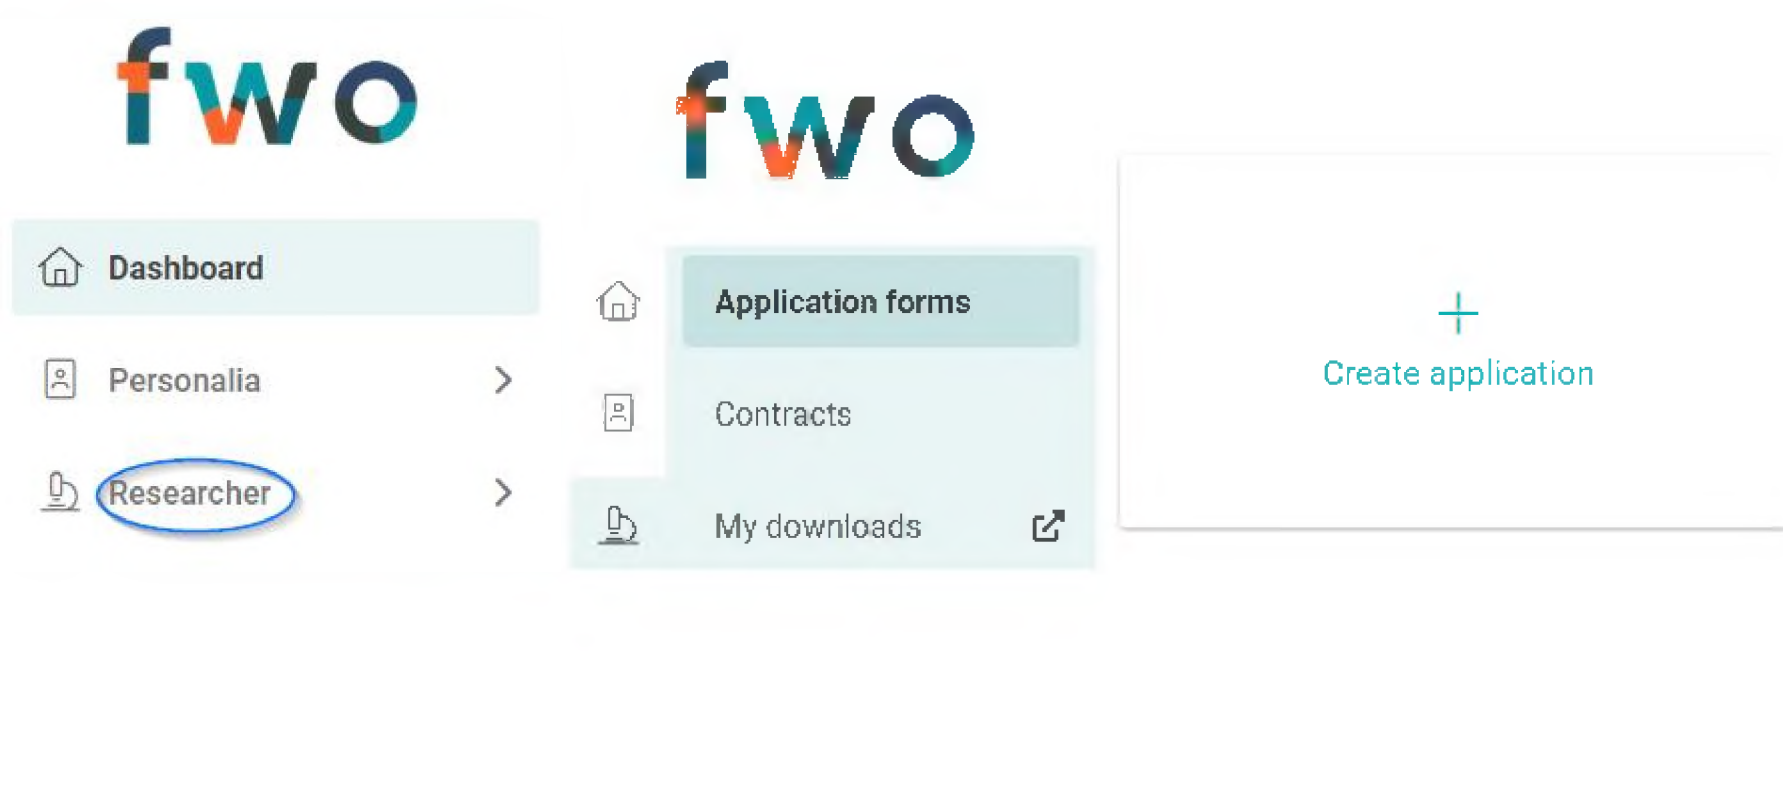 fwo
Dashboard
Personalia
Researcher
fwo
Application forms
Contracts
My downloads
Create application